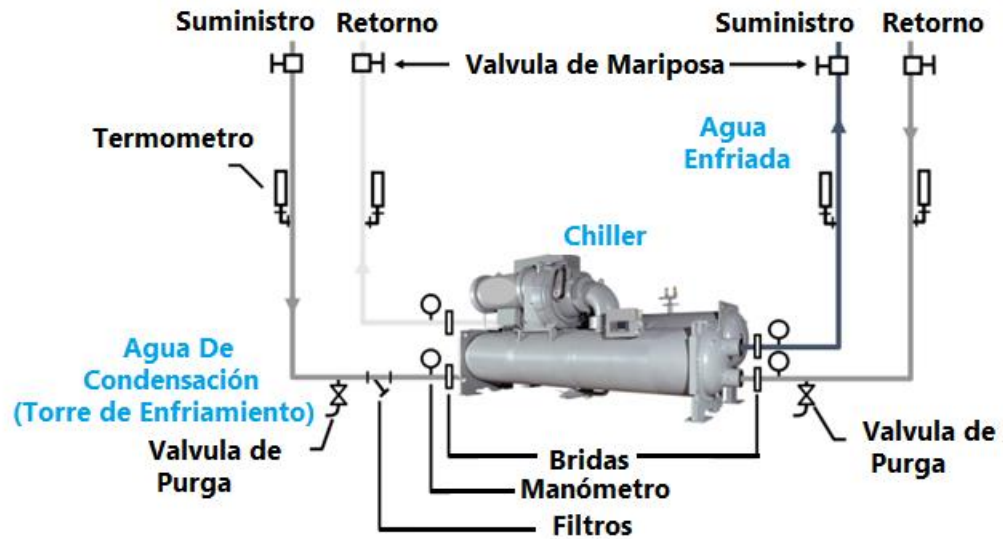 Suministro
Retorno
Suministro
Retorno
Valvula de Mariposa
Termometro
Agua
Enfriada
Chiller
Agua De
Condensación
(Torre de Enfriamiento)
Valvula de
Purga
Valvula de
Purga
Bridas
Manómetro
Filtros